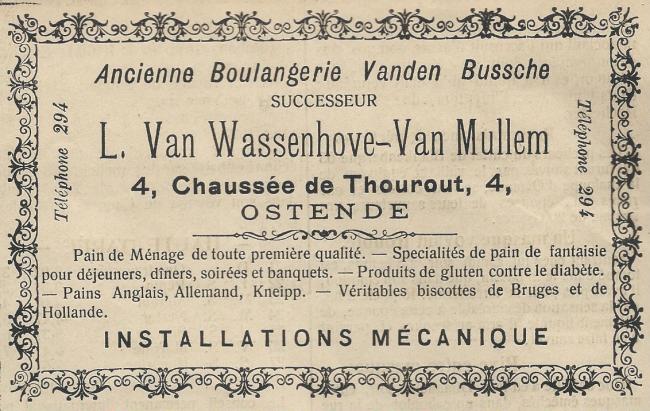 Ancienne Boulangerie Vanden Bussche
SUCCESSEUR
L. Van Wassenhove-Van Mullem
4, Chaussée de Thourout, 4,
OSTENDE
Téléphone 294
Téléphone 294
Pain de Ménage de toute première qualité. — Specialités de pain de fantaisie
pour déjeuners, dîners, soirées et banquets. — Produits de gluten contre le diabète.
— Pains Anglais, Allemand, Kneipp. — Véritables biscottes de Bruges et de
Hollande.
INSTALLATIONS MÉCANIQUE